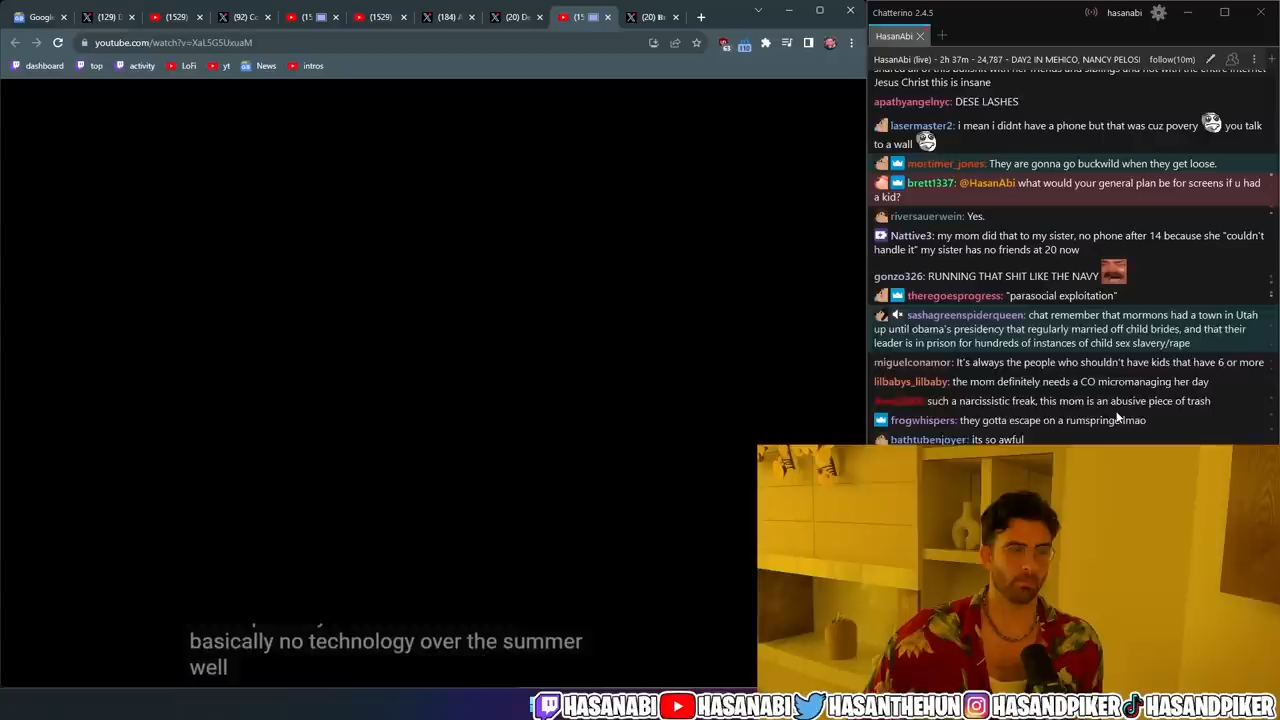 Google
(129) D
(1529
(92) C
(15
(1529)
(184) A
(20) De
(15
(20) B
youtube.com/watch?v=XaL5G5UxuaM
dashboard
top
activity
LoFi
yt
News
intros
basically no technology over the summer
well
Chatterino 2.4.5
hasanabi
HasanAbi
HasanAbi (live) - 2h 37m - 24,787 - DAY2 IN MEHICO, NANCY PELOSI
follow(10m)
shared all of this bullshit with her friends and siblings and not with the entire internet
Jesus Christ this is insane
apathyangelnyc: DESE LASHES
lasermaster2: i mean i didnt have a phone but that was cuz povery you talk
to a wall
mortimer_jones: They are gonna go buckwild when they get loose.
brett1337: @HasanAbi what would your general plan be for screens if u had
a kid?
riversauerwein: Yes.
Nattive3: my mom did that to my sister, no phone after 14 because she "couldn't
handle it" my sister has no friends at 20 now
gonzo326: RUNNING THAT SHIT LIKE THE NAVY
theregoesprogress: "parasocial exploitation"
sashagreenspiderqueen: chat remember that mormons had a town in Utah
up until obama's presidency that regularly married off child brides, and that their
leader is in prison for hundreds of instances of child sex slavery/rape
miguelconamor: It's always the people who shouldn't have kids that have 6 or more
lilbabys_lilbaby: the mom definitely needs a CO micromanaging her day
such a narcissistic freak, this mom is an abusive piece of trash
frogwhispers: they gotta escape on a rumspringe lmao
bathtubenjoyer: its so awful
HASANABI
HASANABI
HASANTHEHUN
HASANDPIKER
HASANDPIKER